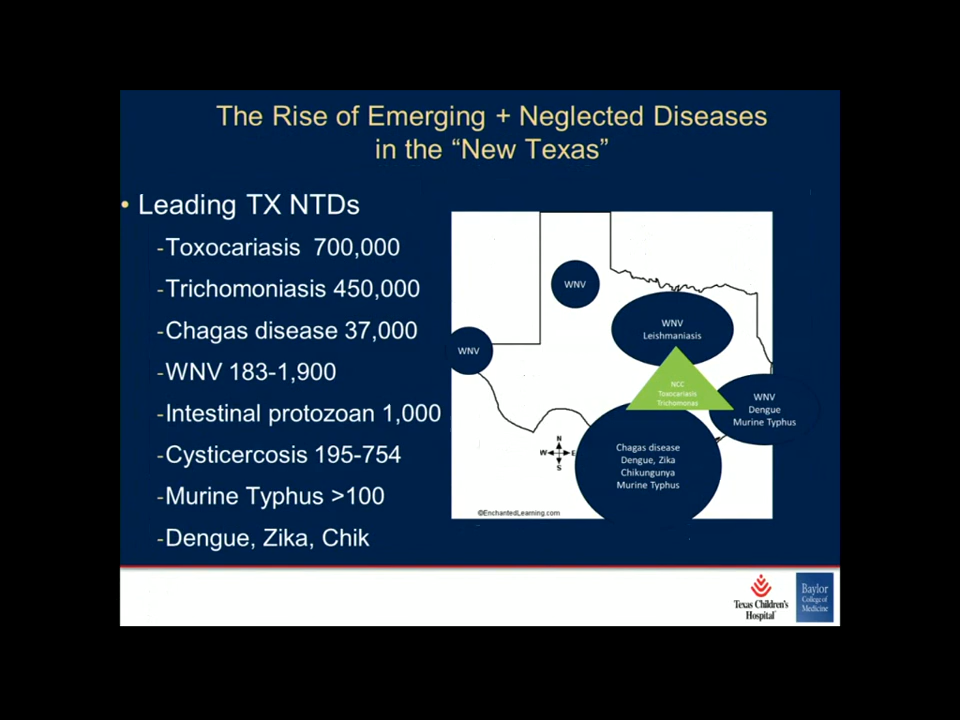 The Rise of Emerging + Neglected Diseases
in the “New Texas”
• Leading TX NTDs
-Toxocariasis 700,000
-Trichomoniasis 450,000
-Chagas disease 37,000
-WNV 183-1,900
-Intestinal protozoan 1,000
-Cysticercosis 195-754
-Murine Typhus >100
-Dengue, Zika, Chik
WNV
WNV
Leishmaniasis
WNV
NCC
Toxocariasis
Trichomonas
WNV
Dengue
Murine Typhus
Chagas disease
Dengue, Zika
Chikungunya
Murine Typhus
N
W E
S
©EnchantedLearning.com
Texas Children's
Hospital
Baylor
College of
Medicine